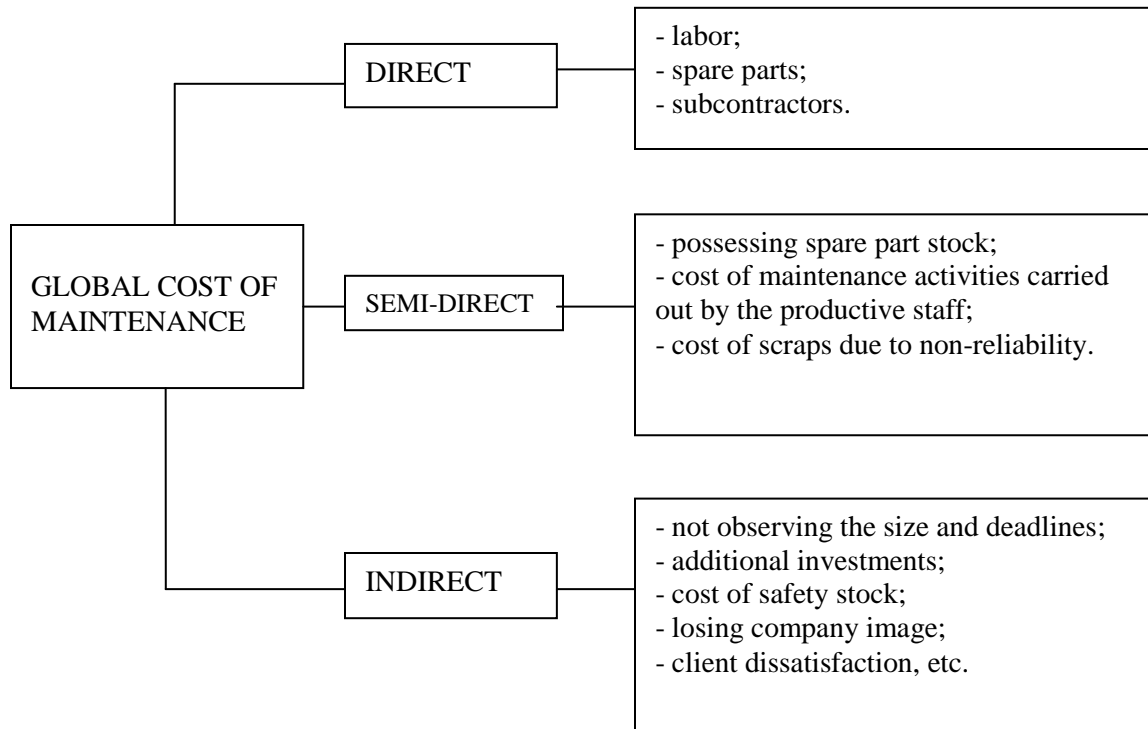 DIRECT
- labor;
- spare parts;
- subcontractors.
GLOBAL COST OF
MAINTENANCE
SEMI-DIRECT
- possessing spare part stock;
- cost of maintenance activities carried
out by the productive staff;
- cost of scraps due to non-reliability.
INDIRECT
- not observing the size and deadlines;
- additional investments;
- cost of safety stock;
- losing company image;
- client dissatisfaction, etc.